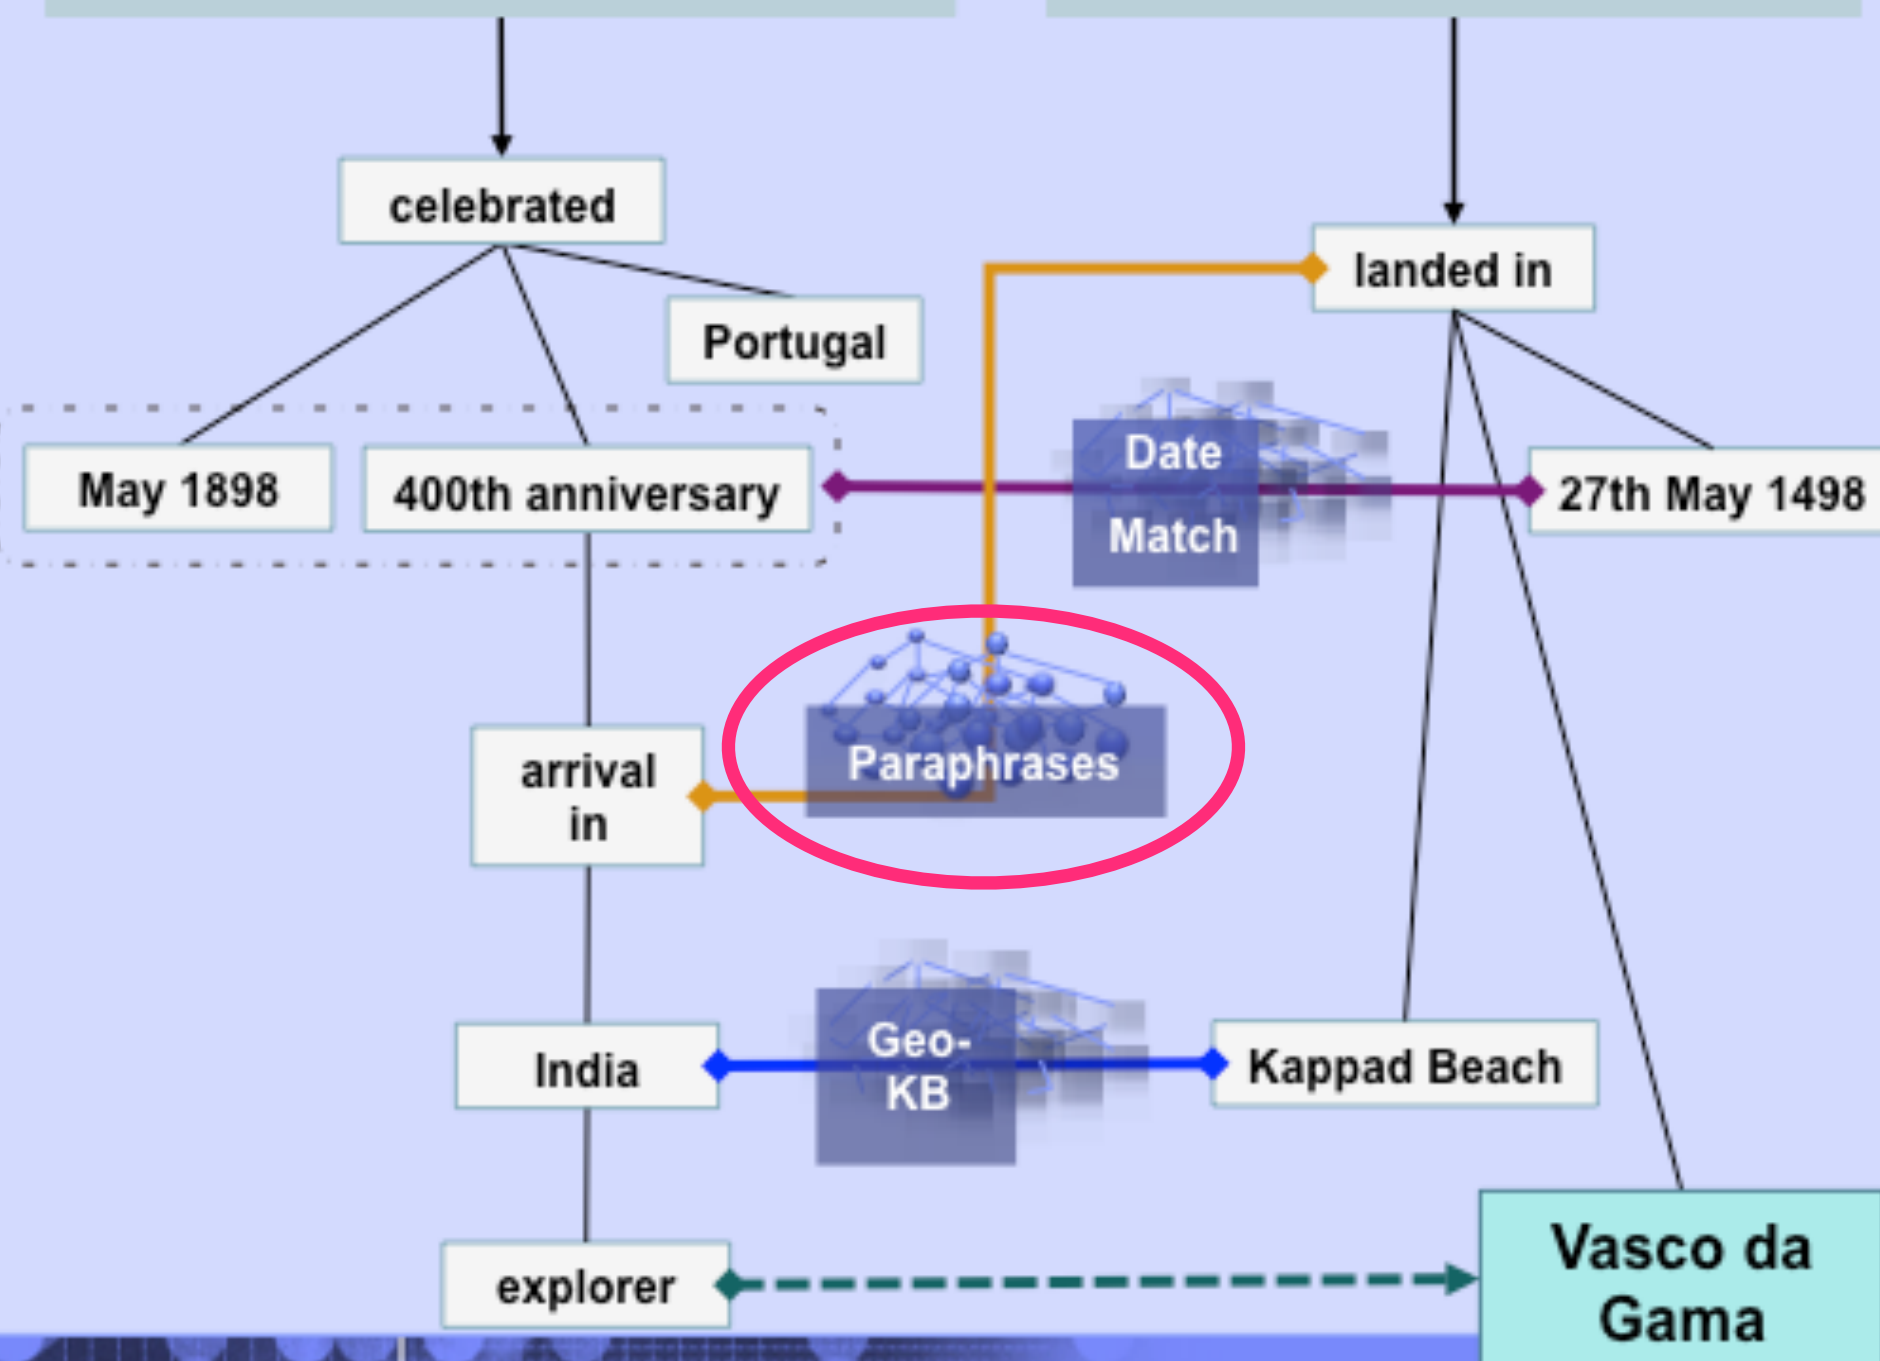 celebrated
landed in
Portugal
May 1898
400th anniversary
Date
Match
27th May 1498
arrival
in
Paraphrases
India
Geo-
KB
Kappad Beach
explorer
Vasco da
Gama